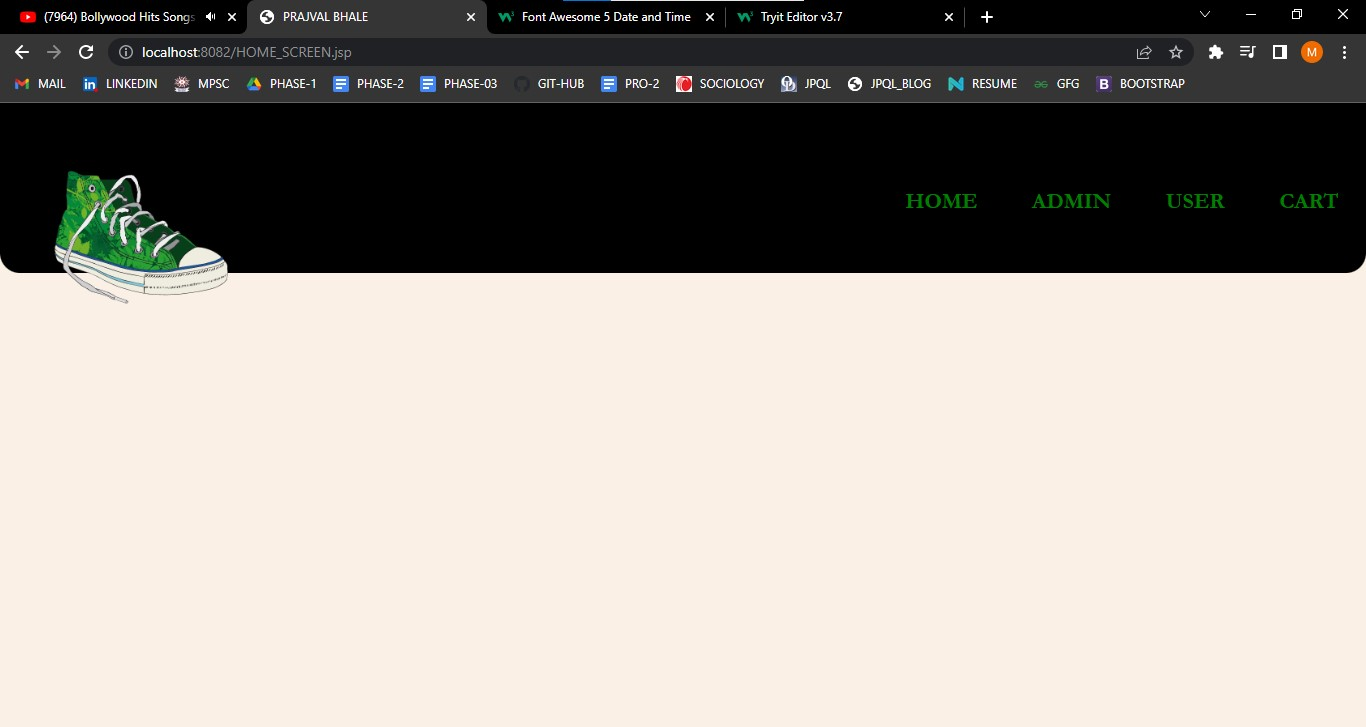 (7964) Bollywood Hits Songs
PRAJVAL BHALE
Font Awesome 5 Date and Time
Tryit Editor v3.7
localhost:8082/HOME_SCREEN.jsp
M
MAIL
in LINKEDIN
MPSC
PHASE-1
PHASE-2
PHASE-03
GIT-HUB
PRO-2
SOCIOLOGY
JPQL
JPQL_BLOG
RESUME
GFG
B BOOTSTRAP
HOME ADMIN USER CART